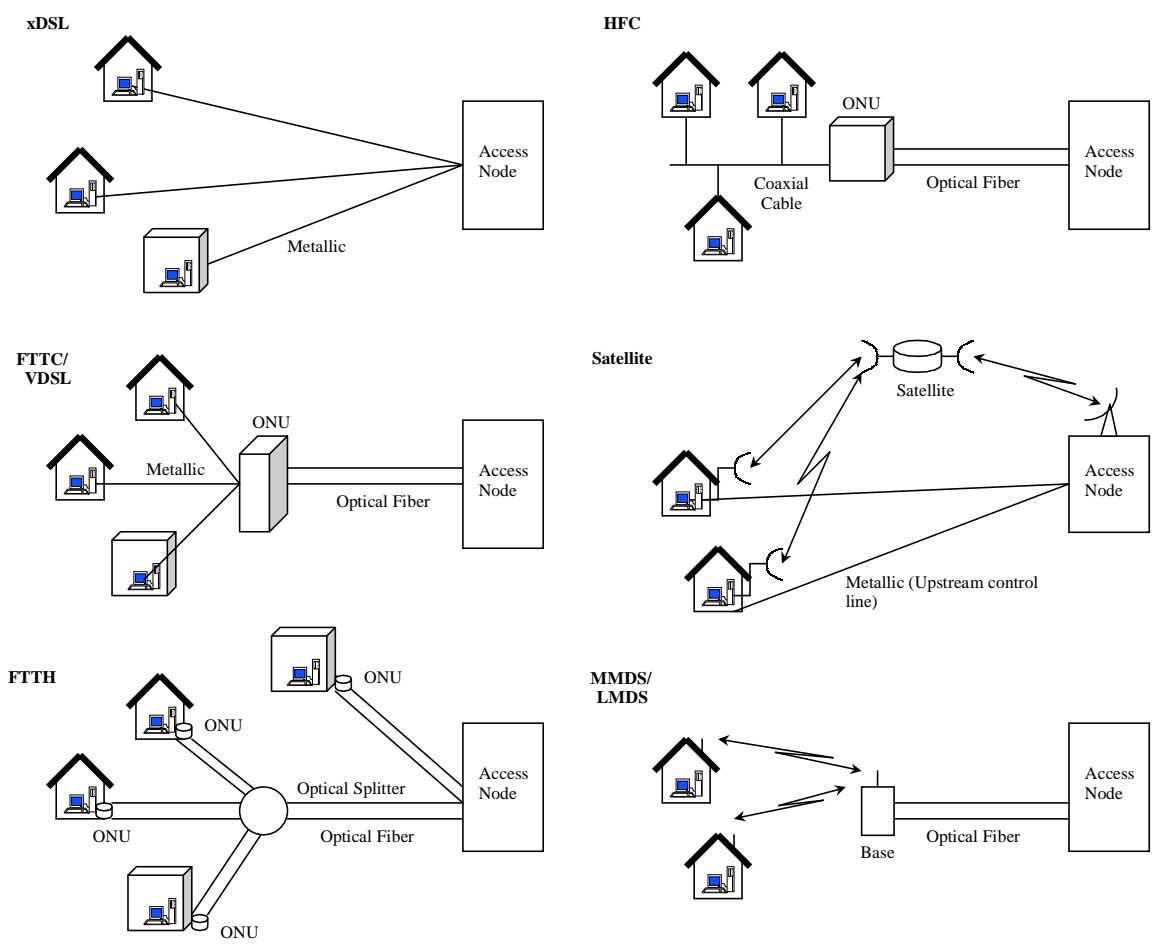 xDSL
Access
Node
Metallic
HFC
ONU
Access
Node
Coaxial
Cable
Optical Fiber
FTTC/
VDSL
ONU
Metallic
Optical Fiber
Access
Node
Satellite
Satellite
Access
Node
Metallic (Upstream control
line)
FTTH
ONU
ONU
ONU
Optical Splitter
Optical Fiber
Access
Node
ONU
MMDS/
LMDS
Base
Optical Fiber
Access
Node